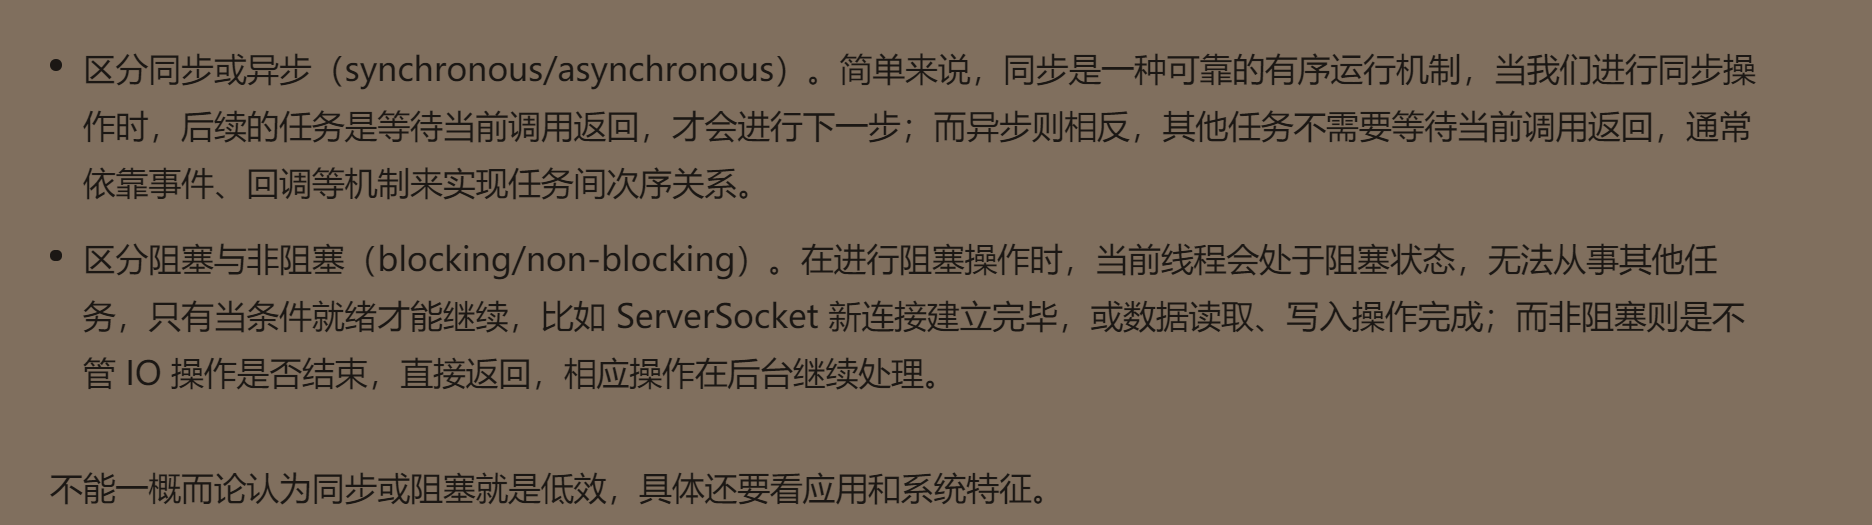 • 区分同步或异步（synchronous/asynchronous）。简单来说，同步是一种可靠的有序运行机制，当我们进行同步操
作时，后续的任务是等待当前调用返回，才会进行下一步；而异步则相反，其他任务不需要等待当前调用返回，通常
依靠事件、回调等机制来实现任务间次序关系。
• 区分阻塞与非阻塞（blocking/non-blocking）。在进行阻塞操作时，当前线程会处于阻塞状态，无法从事其他任
务，只有当条件就绪才能继续，比如 ServerSocket 新连接建立完毕，或数据读取、写入操作完成；而非阻塞则是不
管 IO 操作是否结束，直接返回，相应操作在后台继续处理。
不能一概而论认为同步或阻塞就是低效，具体还要看应用和系统特征。